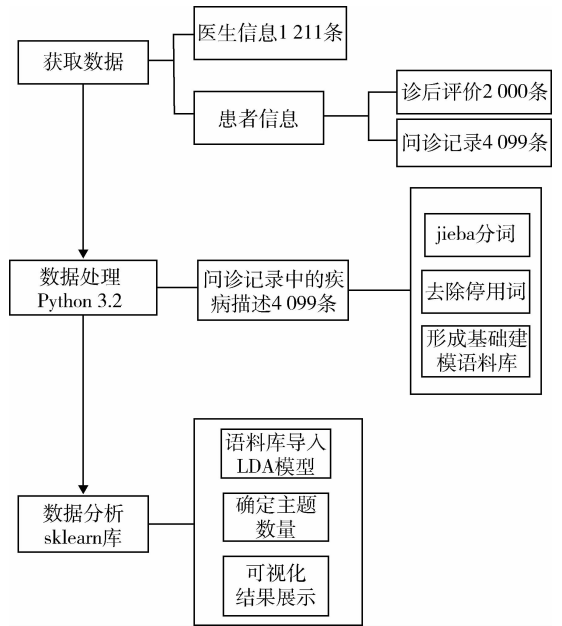 获取数据
医生信息1 211条
患者信息
诊后评价2 000条
问诊记录4 099条
数据处理
Python 3.2
问诊记录中的疾
病描述4 099条
jieba分词
去除停用词
形成基础建
模语料库
数据分析
sklearn库
语料库导入
LDA模型
确定主题
数量
可视化
结果展示